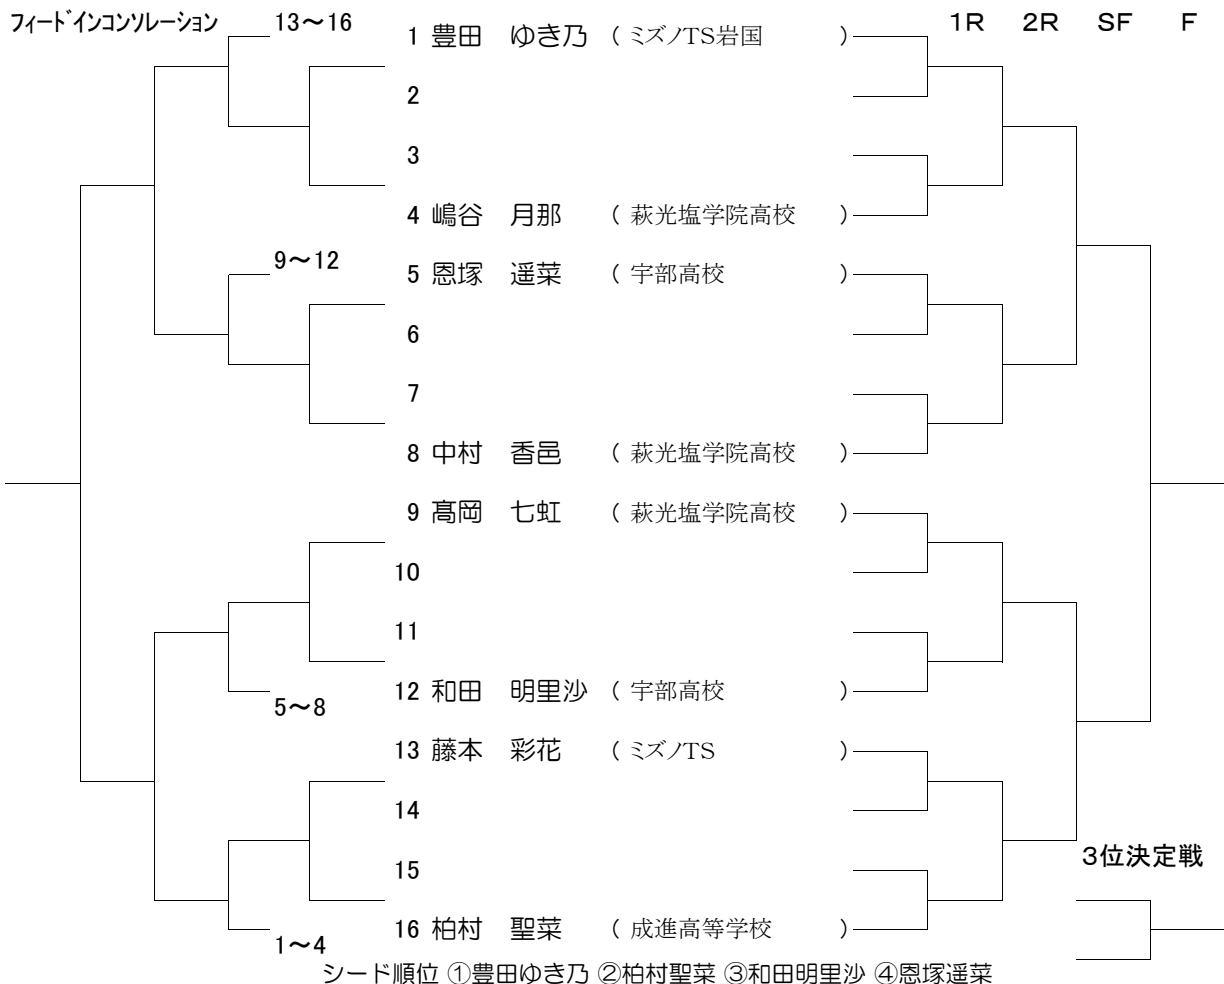 フィードインコンソレーション 13～16 1R 2R SF F
1 豊田 ゆき乃 ( ミズノTS岩国 )
2
3
4 嶋谷 月那 ( 萩光塩学院高校 )
9～12
5 恩塚 遥菜 ( 宇部高校 )
6
7
8 中村 香邑 ( 萩光塩学院高校 )
9 髙岡 七虹 ( 萩光塩学院高校 )
10
11
12 和田 明里沙 ( 宇部高校 )
5～8
13 藤本 彩花 ( ミズノTS )
14
3位決定戦
15
16 柏村 聖菜 ( 成進高等学校 )
1～4
シード順位 ①豊田ゆき乃 ②柏村聖菜 ③和田明里沙 ④恩塚遥菜